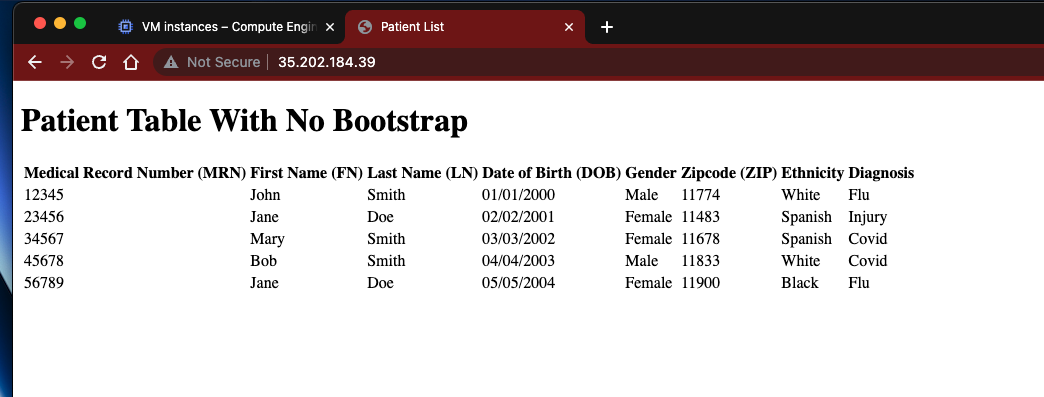 VM instances – Compute Engin
Patient List
Not Secure | 35.202.184.39
Patient Table With No Bootstrap
Medical Record Number (MRN) First Name (FN) Last Name (LN) Date of Birth (DOB) Gender Zipcode (ZIP) Ethnicity Diagnosis
12345 John Smith 01/01/2000 Male 11774 White Flu
23456 Jane Doe 02/02/2001 Female 11483 Spanish Injury
34567 Mary Smith 03/03/2002 Female 11678 Spanish Covid
45678 Bob Smith 04/04/2003 Male 11833 White Covid
56789 Jane Doe 05/05/2004 Female 11900 Black Flu